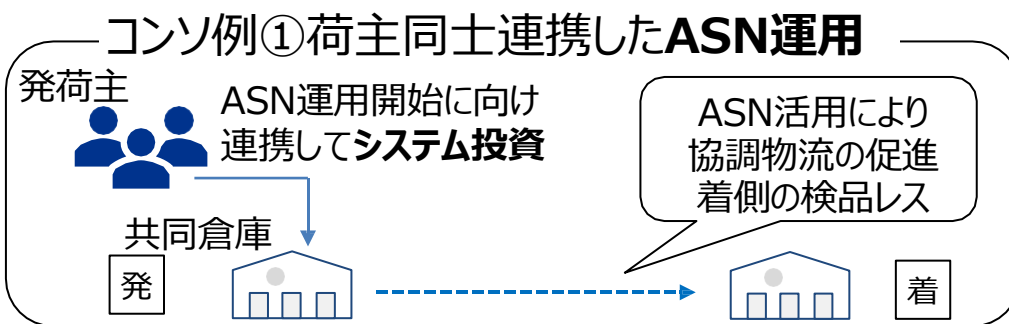 コンソ例①荷主同士連携したASN運用
発荷主
ASN運用開始に向け
連携してシステム投資
ASN活用により
協調物流の促進
着側の検品レス
共同倉庫
発
着